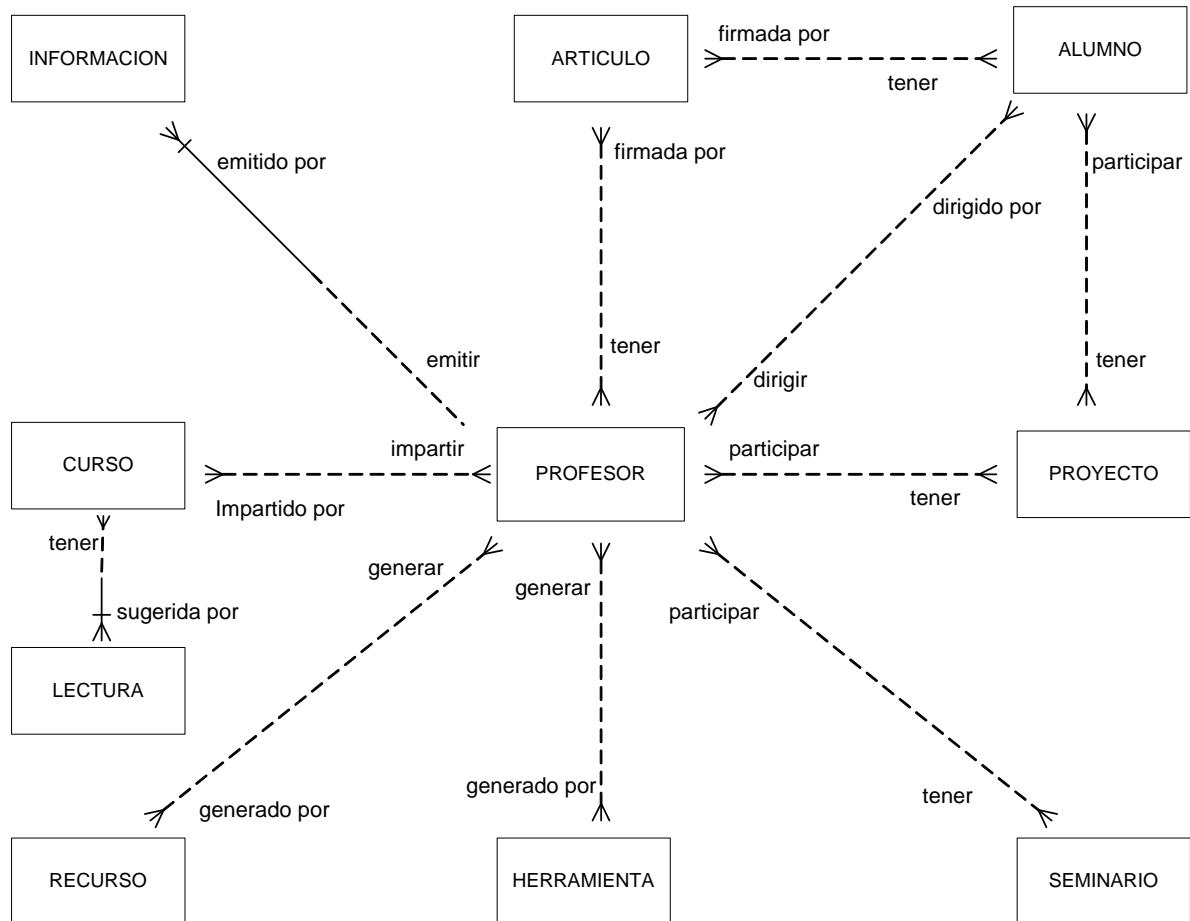 INFORMACION
ARTICULO
firmada por
tener
ALUMNO
emitido por
firmada por
participar
dirigido por
emitir
tener
dirigir
tener
CURSO
impartir
Impartido por
PROFESOR
participar
tener
PROYECTO
tener
sugerida por
LECTURA
generar
generar
participar
generado por
generado por
tener
RECURSO
HERRAMIENTA
SEMINARIO